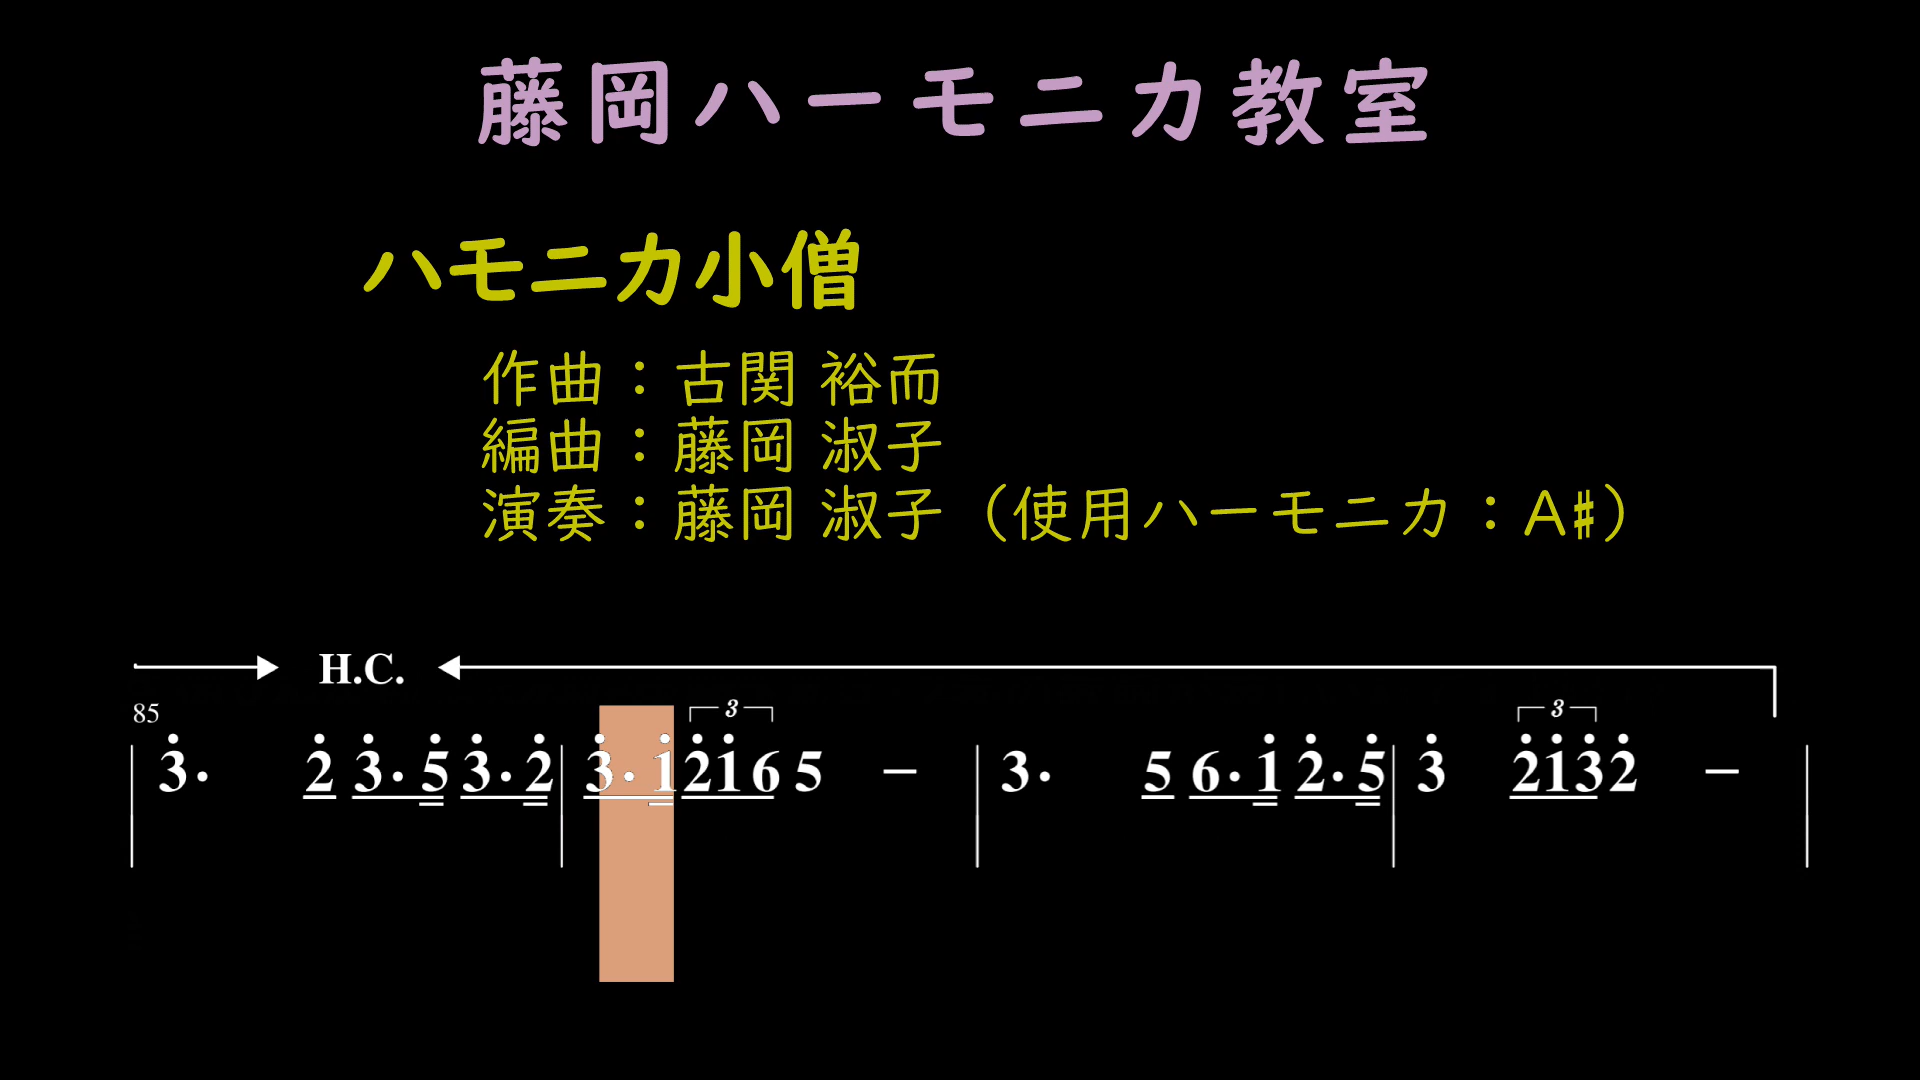 藤岡ハーモニカ教室
ハモニカ小僧
作曲：古関 裕而
編曲：藤岡 淑子
演奏：藤岡 淑子（使用ハーモニカ：A♯）
H.C.
85 3 3
| 3̇· 2̇ 3̇· 5̇ 3̇· 2̇ | 3̇· 1̇ 2̇ 1̇ 6 5 − | 3· 5 6· 1̇ 2̇· 5̇ | 3̇ 2̇ 1̇ 3̇ 2̇ − |